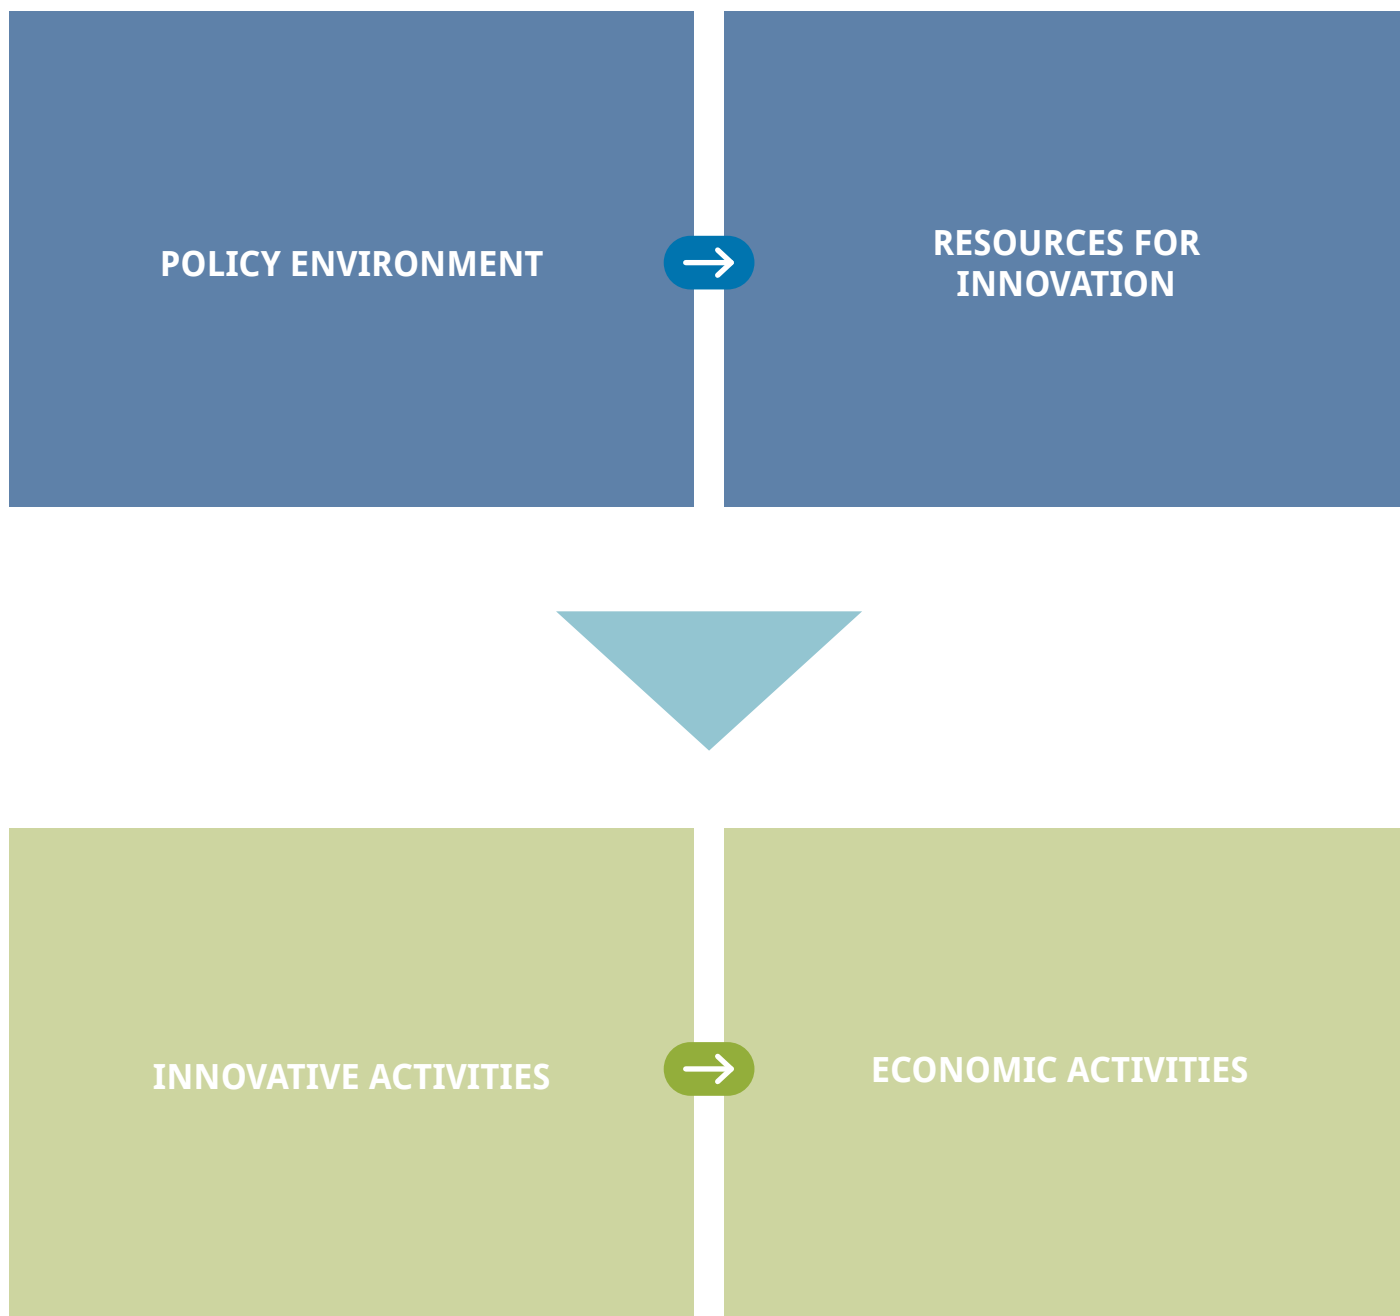 POLICY ENVIRONMENT
RESOURCES FOR
INNOVATION
INNOVATIVE ACTIVITIES
ECONOMIC ACTIVITIES